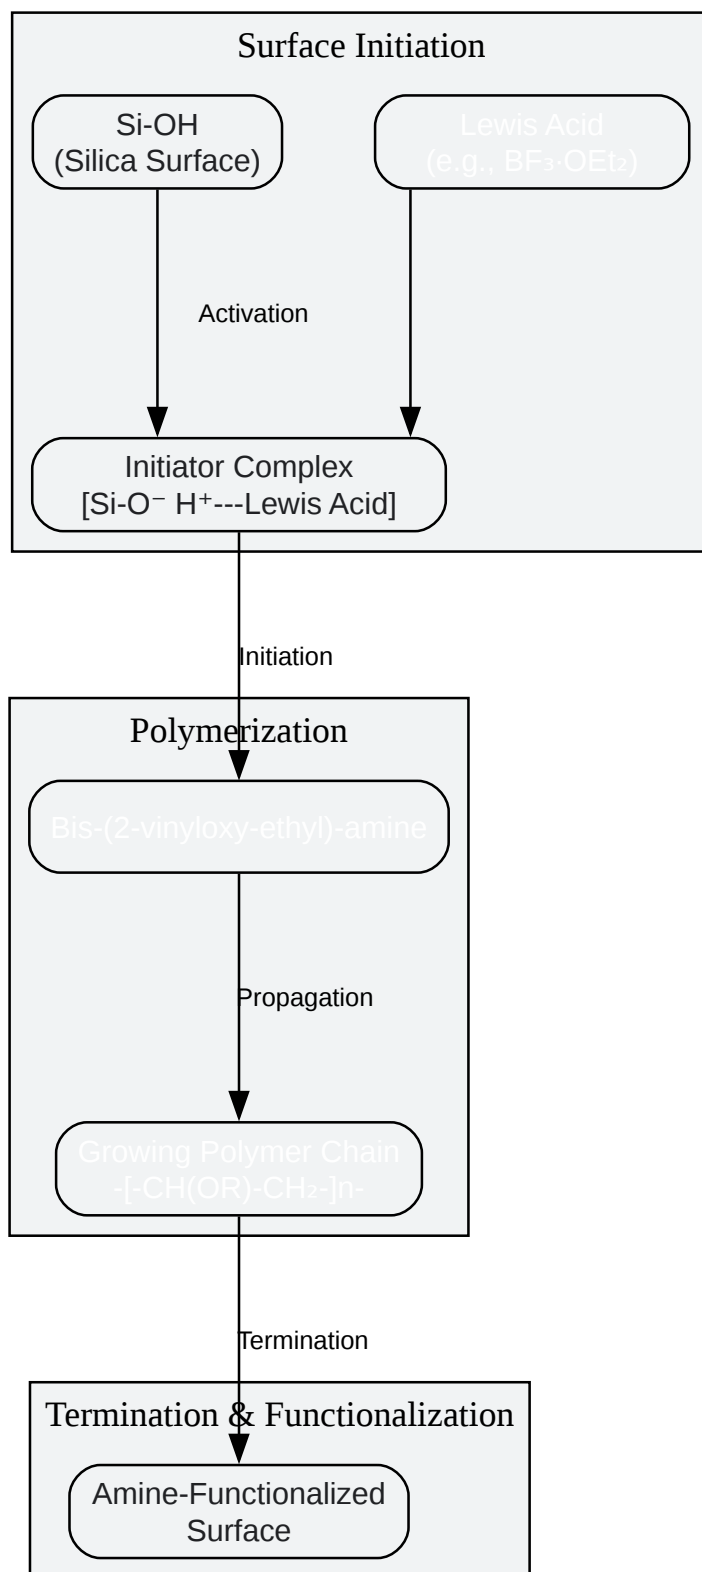 Surface Initiation
Si-OH
(Silica Surface)
Lewis Acid
(e.g., BF₃·OEt₂)
Activation
Initiator Complex
[Si-O⁻ H⁺---Lewis Acid]
Initiation
Polymerization
Bis-(2-vinyloxy-ethyl)-amine
Propagation
Growing Polymer Chain
-[-CH(OR)-CH₂-]n-
Termination
Termination & Functionalization
Amine-Functionalized
Surface